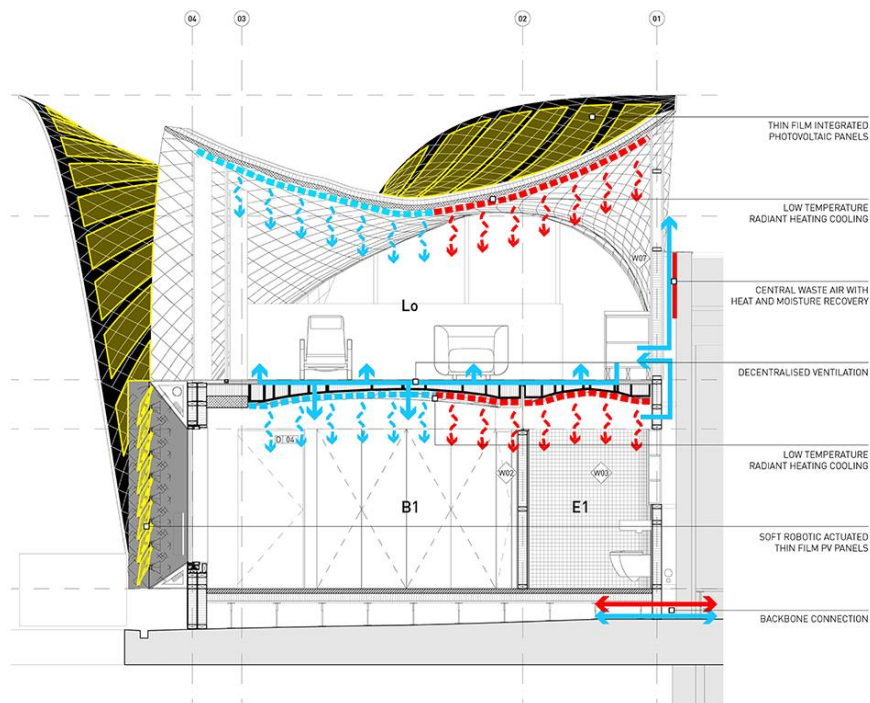 04
03
02
01
THIN FILM INTEGRATED
PHOTOVOLTAIC PANELS
LOW TEMPERATURE
RADIANT HEATING COOLING
W07
CENTRAL WASTE AIR WITH
HEAT AND MOISTURE RECOVERY
Lo
DECENTRALISED VENTILATION
D 04
LOW TEMPERATURE
RADIANT HEATING COOLING
W02
W03
B1
E1
SOFT ROBOTIC ACTUATED
THIN FILM PV PANELS
BACKBONE CONNECTION